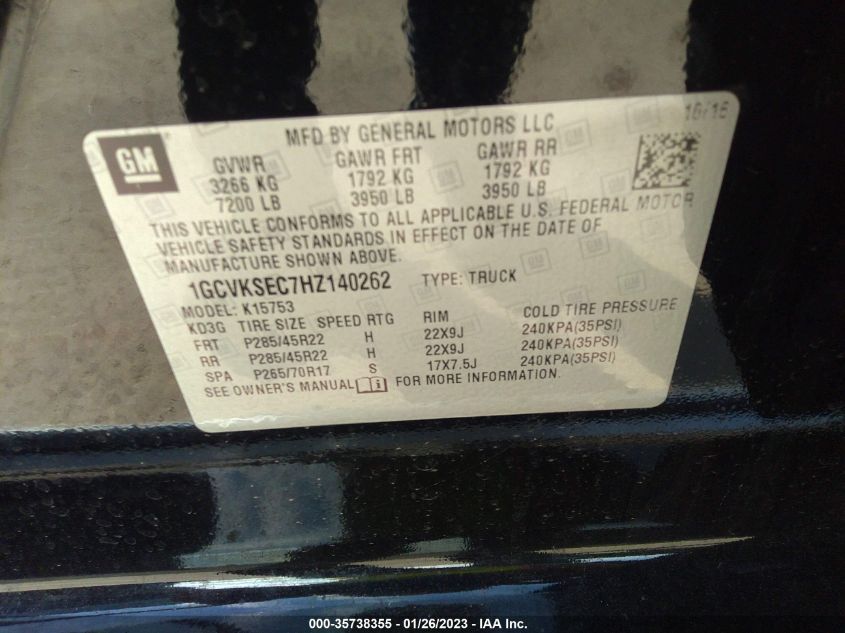 10/16
GM
MFD BY GENERAL MOTORS LLC
GVWR GAWR FRT GAWR RR
3266 KG 1792 KG 1792 KG
7200 LB 3950 LB 3950 LB
THIS VEHICLE CONFORMS TO ALL APPLICABLE U.S. FEDERAL MOTOR
VEHICLE SAFETY STANDARDS IN EFFECT ON THE DATE OF
MANUFACTURE SHOWN ABOVE.
1GCVKSEC7HZ140262 TYPE: TRUCK
MODEL: K15753
KD3G TIRE SIZE SPEED RTG RIM COLD TIRE PRESSURE
FRT P285/45R22 H 22X9J 240KPA(35PSI)
RR P285/45R22 H 22X9J 240KPA(35PSI)
SPA P265/70R17 S 17X7.5J 240KPA(35PSI)
SEE OWNER'S MANUAL FOR MORE INFORMATION.
000-35738355 - 01/26/2023 - IAA Inc.